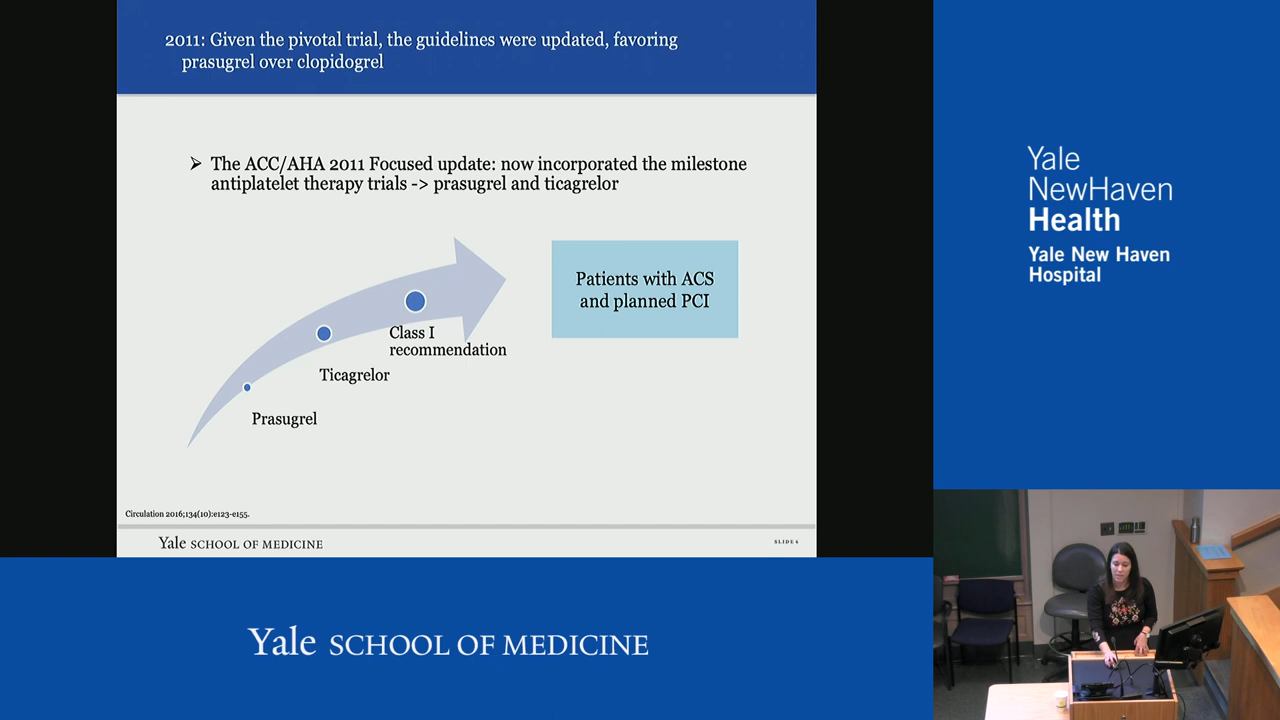 2011: Given the pivotal trial, the guidelines were updated, favoring
prasugrel over clopidogrel
➢ The ACC/AHA 2011 Focused update: now incorporated the milestone
antiplatelet therapy trials -> prasugrel and ticagrelor
Patients with ACS
and planned PCI
Class I
recommendation
Ticagrelor
Prasugrel
Circulation 2016;134(10):e123-e155.
Yale SCHOOL OF MEDICINE
SLIDE 6
Yale
NewHaven
Health
Yale New Haven
Hospital
Yale SCHOOL OF MEDICINE